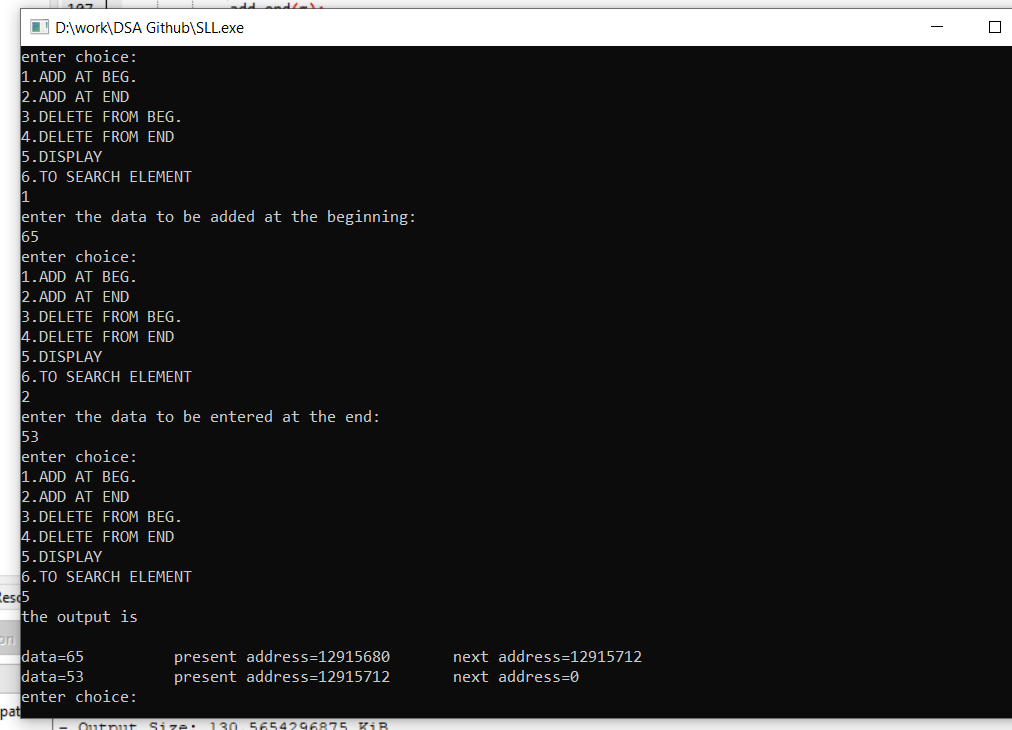 107
add_end(
D:\work\DSA Github\SLL.exe
enter choice:
1.ADD AT BEG.
2.ADD AT END
3.DELETE FROM BEG.
4.DELETE FROM END
5.DISPLAY
6.TO SEARCH ELEMENT
1
enter the data to be added at the beginning:
65
enter choice:
1.ADD AT BEG.
2.ADD AT END
3.DELETE FROM BEG.
4.DELETE FROM END
5.DISPLAY
6.TO SEARCH ELEMENT
2
enter the data to be entered at the end:
53
enter choice:
1.ADD AT BEG.
2.ADD AT END
3.DELETE FROM BEG.
4.DELETE FROM END
5.DISPLAY
6.TO SEARCH ELEMENT
5
the output is
data=65 present address=12915680 next address=12915712
data=53 present address=12915712 next address=0
enter choice:
- Output Size: 130.5654296875 KiB